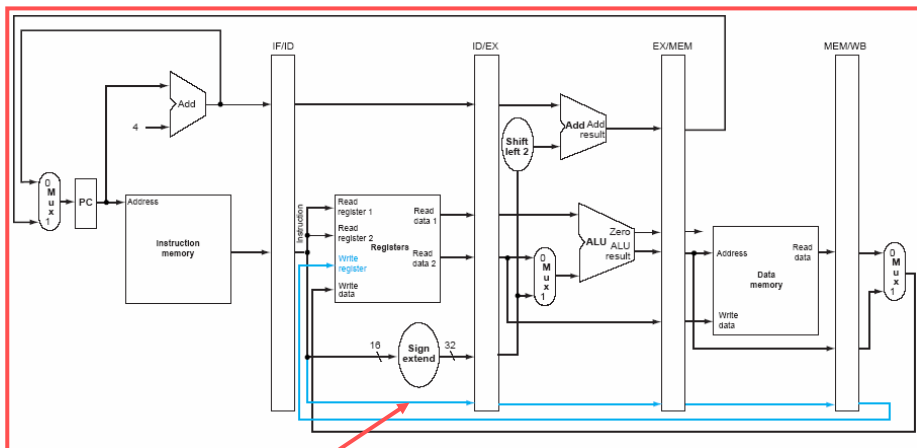 IF/ID
ID/EX
EX/MEM
MEM/WB
Add
4
Shift
left 2
Add Add
result
0
M
u
x
1
PC
Address
Instruction
memory
Instruction
Read
register 1
Read
register 2
Write
register
Write
data
Registers
Read
data 1
Read
data 2
16
Sign
extend
32
0
M
u
x
1
Zero
ALU
ALU
result
Address
Write
data
Data
memory
Read
data
0
M
u
x
1